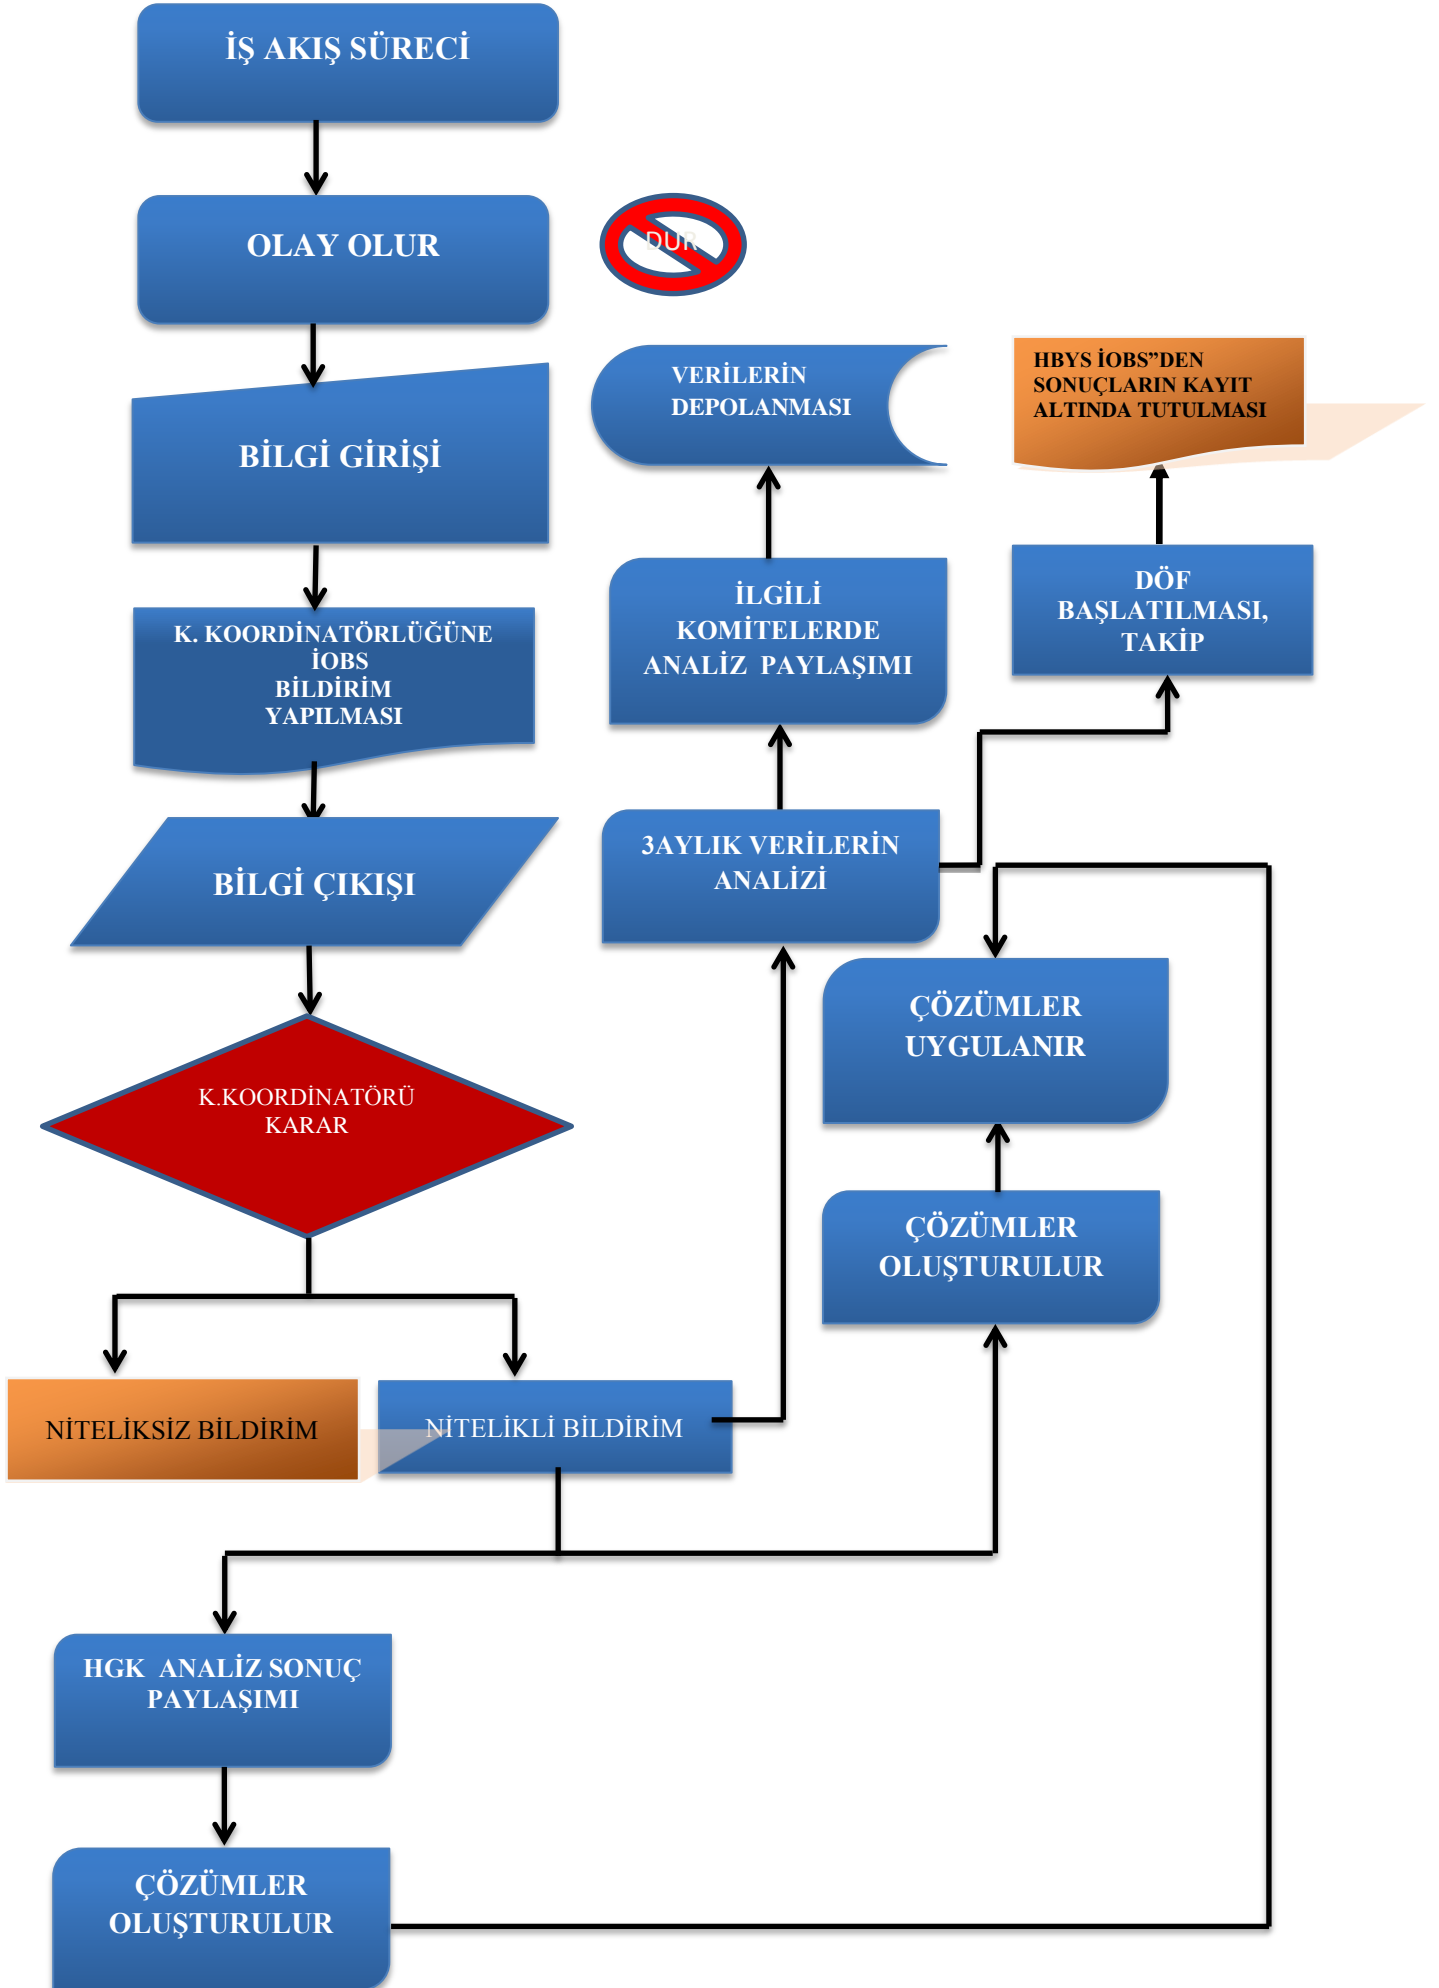 İŞ AKIŞ SÜRECİ
OLAY OLUR
DUR
BİLGİ GİRİŞİ
VERİLERİN
DEPOLANMASI
HBYS İOBS”DEN
SONUÇLARIN KAYIT
ALTINDA TUTULMASI
K. KOORDİNATÖRLÜĞÜNE
İOBS
BİLDİRİM
YAPILMASI
İLGİLİ
KOMİTELERDE
ANALİZ PAYLAŞIMI
DÖF
BAŞLATILMASI,
TAKİP
BİLGİ ÇIKIŞI
3AYLIK VERİLERİN
ANALİZİ
ÇÖZÜMLER
UYGULANIR
K.KOORDİNATÖRÜ
KARAR
ÇÖZÜMLER
OLUŞTURULUR
NİTELİKSİZ BİLDİRİM
NİTELİKLİ BİLDİRİM
HGK ANALİZ SONUÇ
PAYLAŞIMI
ÇÖZÜMLER
OLUŞTURULUR